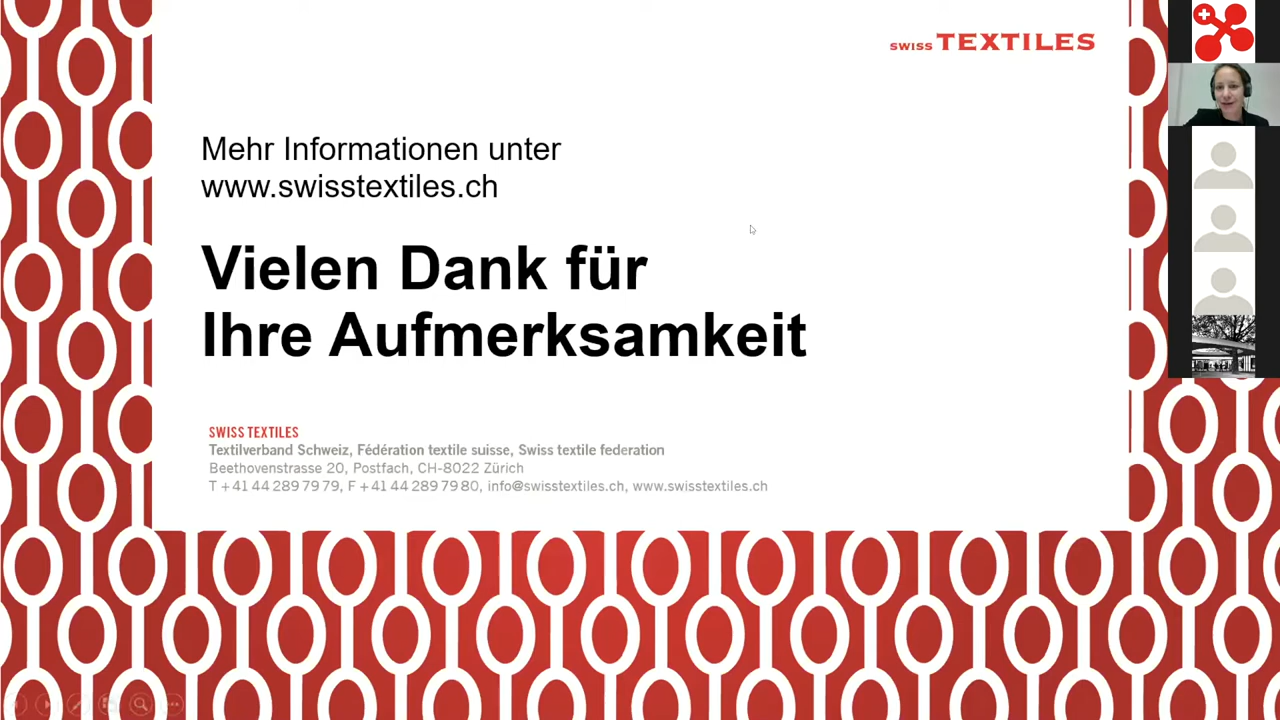 SWISS TEXTILES
Mehr Informationen unter
www.swisstextiles.ch
Vielen Dank für
Ihre Aufmerksamkeit
SWISS TEXTILES
Textilverband Schweiz, Fédération textile suisse, Swiss textile federation
Beethovenstrasse 20, Postfach, CH-8022 Zürich
T +41 44 289 79 79, F +41 44 289 79 80, info@swisstextiles.ch, www.swisstextiles.ch